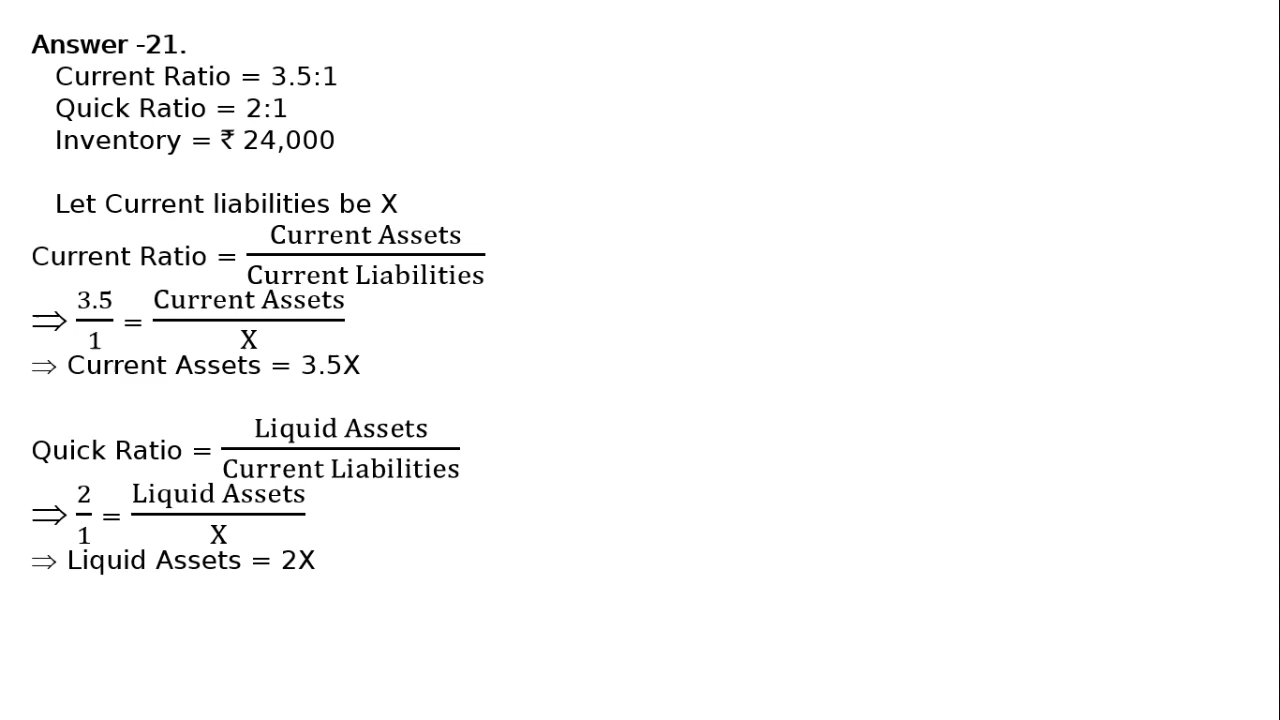 Answer -21.
Current Ratio = 3.5:1
Quick Ratio = 2:1
Inventory = ₹ 24,000
Let Current liabilities be X
Current Ratio = Current Assets / Current Liabilities
⇒ 3.5/1 = Current Assets / X
⇒ Current Assets = 3.5X
Quick Ratio = Liquid Assets / Current Liabilities
⇒ 2/1 = Liquid Assets / X
⇒ Liquid Assets = 2X